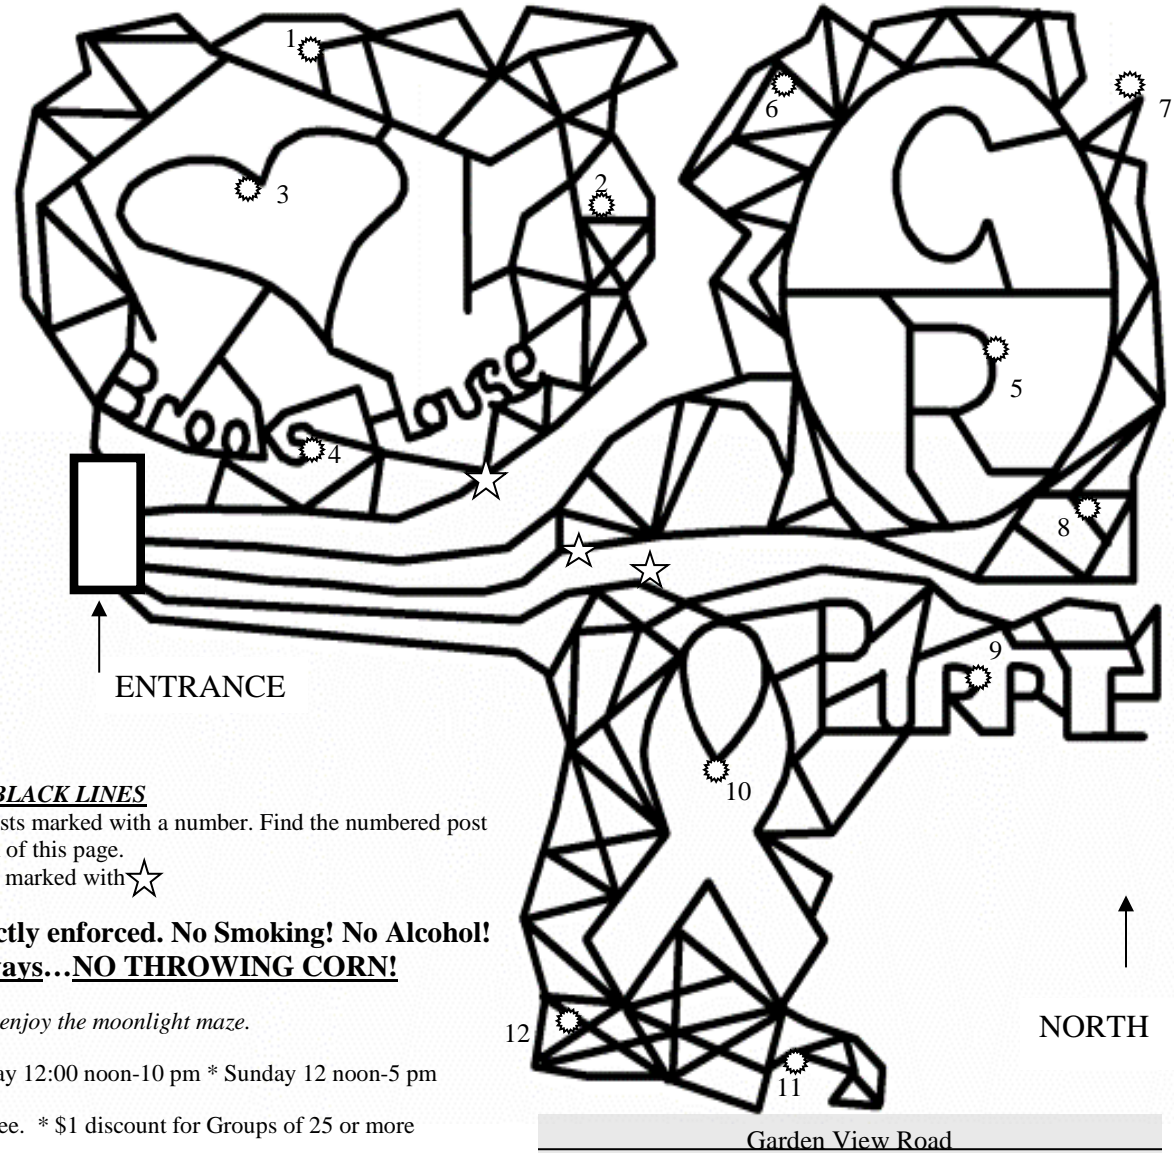 1
2
3
4
5
6
7
8
9
10
11
12
Brooks
House
C
R
PIRATE
ENTRANCE
BLACK LINES
sts marked with a number. Find the numbered post
of this page.
marked with
ctly enforced. No Smoking! No Alcohol!
ays…NO THROWING CORN!
enjoy the moonlight maze.
ay 12:00 noon-10 pm * Sunday 12 noon-5 pm
ee. * $1 discount for Groups of 25 or more
NORTH
Garden View Road